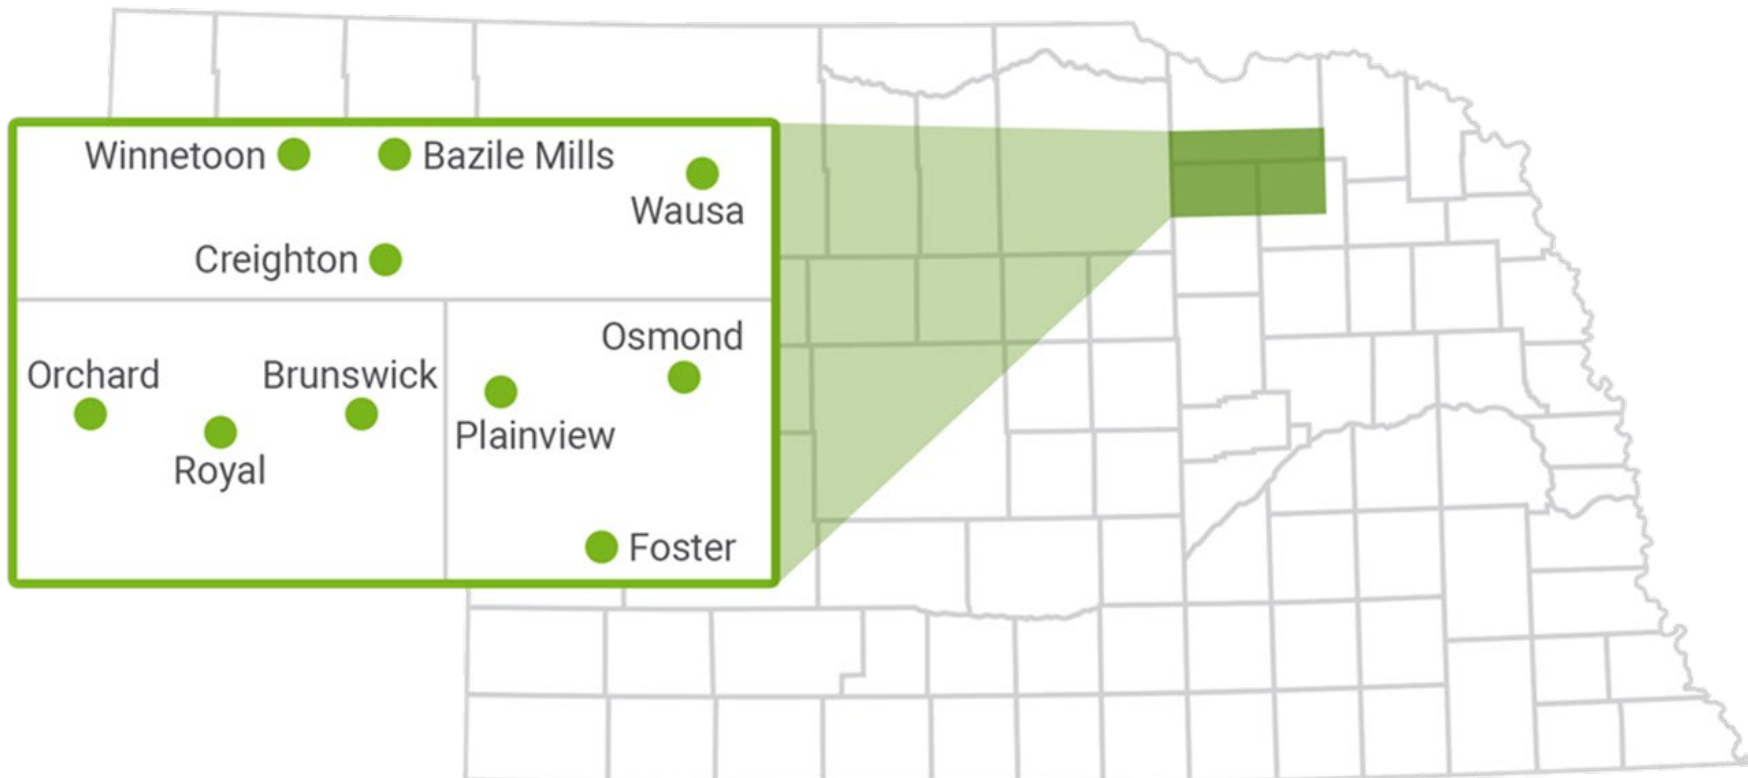 Winnetoon
Bazile Mills
Wausa
Creighton
Osmond
Orchard
Brunswick
Plainview
Royal
Foster